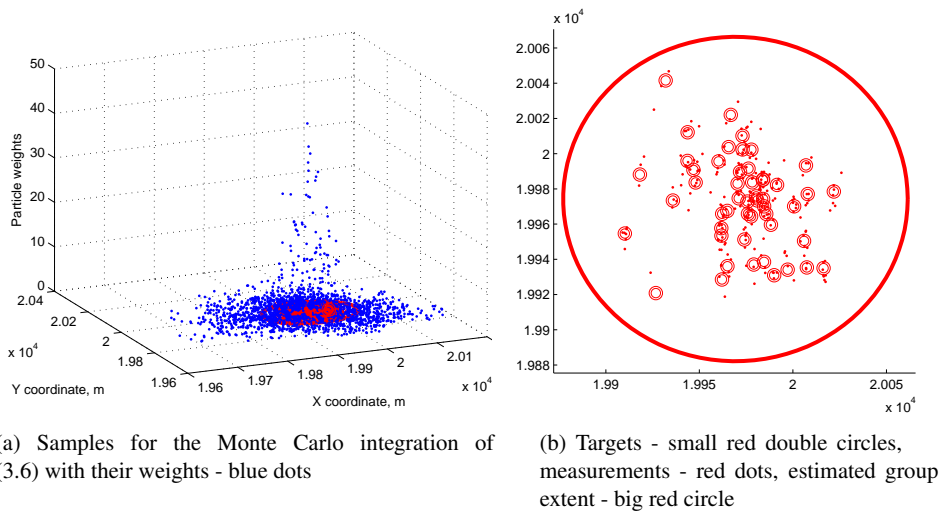 50
40
30
20
10
0
Particle weights
2.04
2.02
2
1.98
1.96
x 10^4
Y coordinate, m
1.96
1.97
1.98
1.99
2
2.01
x 10^4
X coordinate, m
(a) Samples for the Monte Carlo integration of
(3.6) with their weights - blue dots
x 10^4
2.006
2.004
2.002
2
1.998
1.996
1.994
1.992
1.99
1.988
1.99
1.995
2
2.005
x 10^4
(b) Targets - small red double circles,
measurements - red dots, estimated group
extent - big red circle